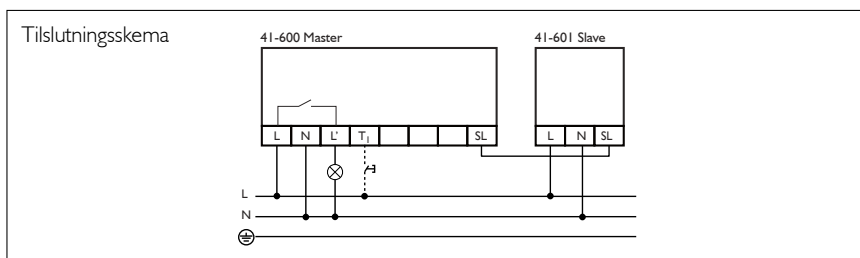 Tilslutningsskema
41-600 Master
41-601 Slave
L N L' T1 SL
L N SL
L
N